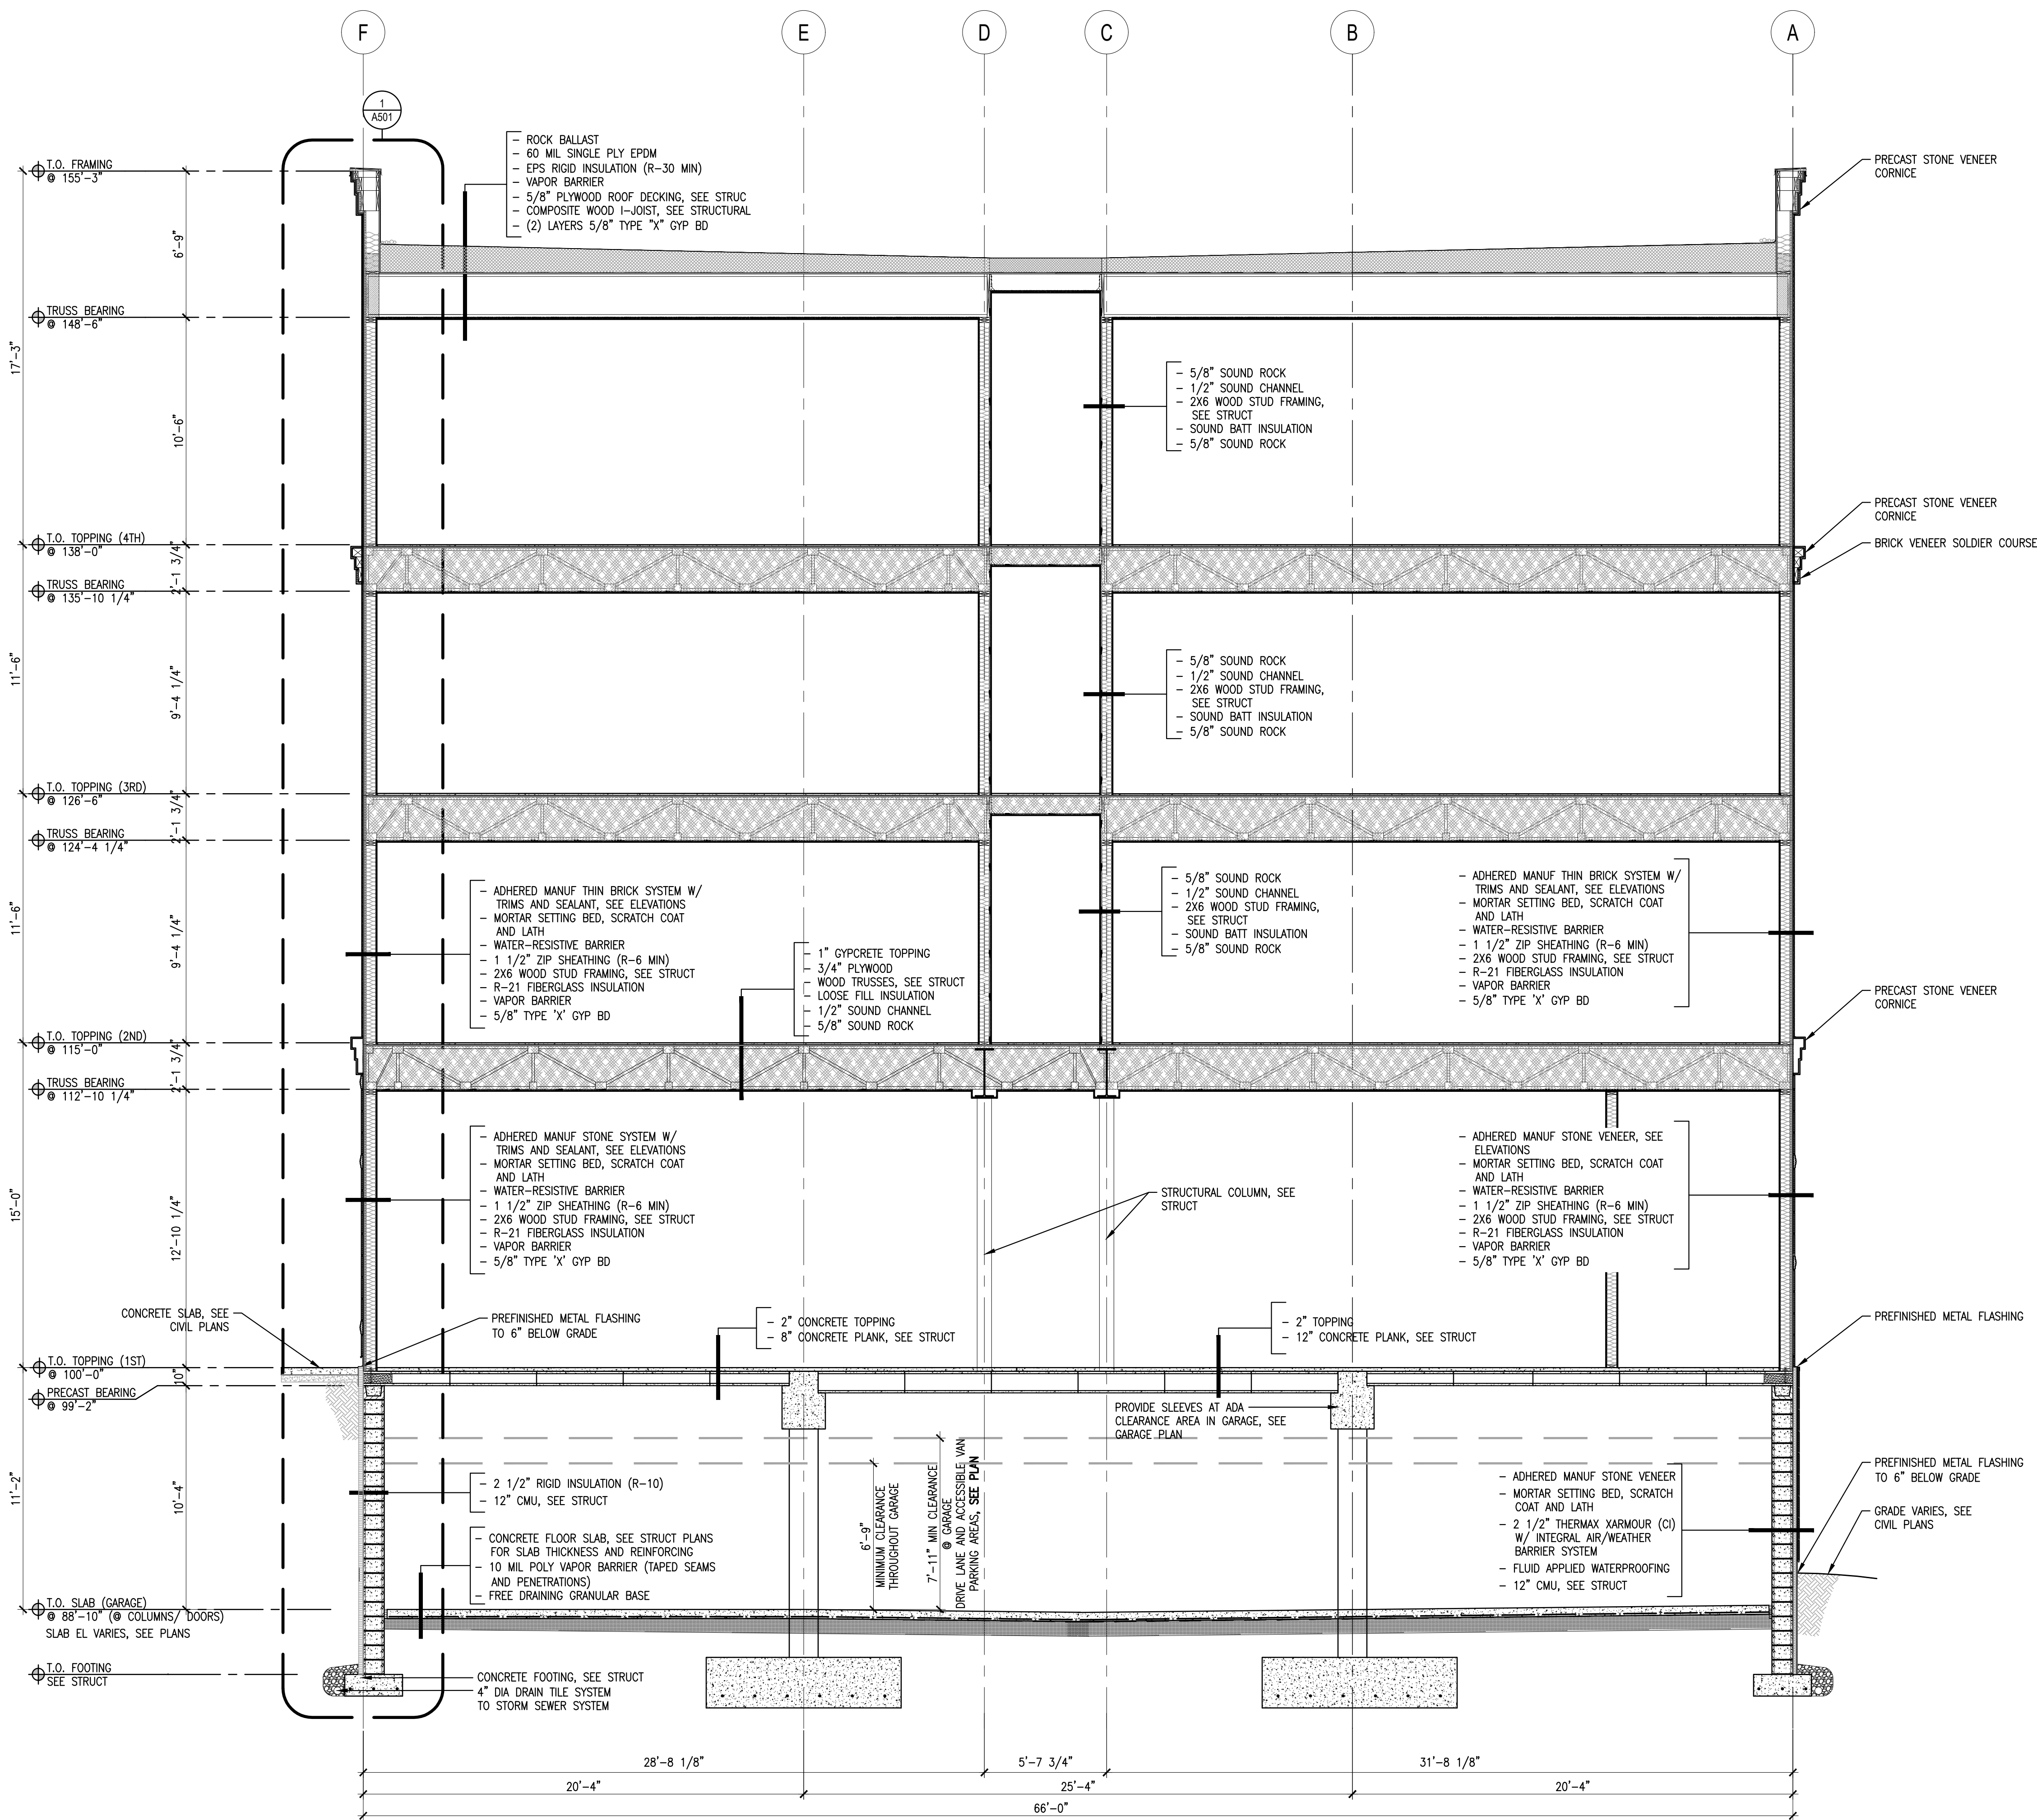 F
E
D
C
B
A
1
A501
- ROCK BALLAST
- 60 MIL SINGLE PLY EPDM
- EPS RIGID INSULATION (R-30 MIN)
- VAPOR BARRIER
- 5/8" PLYWOOD ROOF DECKING, SEE STRUC
- COMPOSITE WOOD I-JOIST, SEE STRUCTURAL
- (2) LAYERS 5/8" TYPE "X" GYP BD
T.O. FRAMING
@ 155'-3"
PRECAST STONE VENEER
CORNICE
6'-9"
TRUSS BEARING
@ 148'-6"
17'-3"
10'-6"
- 5/8" SOUND ROCK
- 1/2" SOUND CHANNEL
- 2X6 WOOD STUD FRAMING,
SEE STRUCT
- SOUND BATT INSULATION
- 5/8" SOUND ROCK
PRECAST STONE VENEER
CORNICE
BRICK VENEER SOLDIER COURSE
T.O. TOPPING (4TH)
@ 138'-0"
2'-1 3/4"
TRUSS BEARING
@ 135'-10 1/4"
11'-6"
9'-4 1/4"
- 5/8" SOUND ROCK
- 1/2" SOUND CHANNEL
- 2X6 WOOD STUD FRAMING,
SEE STRUCT
- SOUND BATT INSULATION
- 5/8" SOUND ROCK
T.O. TOPPING (3RD)
@ 126'-6"
2'-1 3/4"
TRUSS BEARING
@ 124'-4 1/4"
11'-6"
9'-4 1/4"
- ADHERED MANUF THIN BRICK SYSTEM W/
TRIMS AND SEALANT, SEE ELEVATIONS
- MORTAR SETTING BED, SCRATCH COAT
AND LATH
- WATER-RESISTIVE BARRIER
- 1 1/2" ZIP SHEATHING (R-6 MIN)
- 2X6 WOOD STUD FRAMING, SEE STRUCT
- R-21 FIBERGLASS INSULATION
- VAPOR BARRIER
- 5/8" TYPE 'X' GYP BD
- 1" GYPCRETE TOPPING
- 3/4" PLYWOOD
- WOOD TRUSSES, SEE STRUCT
- LOOSE FILL INSULATION
- 1/2" SOUND CHANNEL
- 5/8" SOUND ROCK
- 5/8" SOUND ROCK
- 1/2" SOUND CHANNEL
- 2X6 WOOD STUD FRAMING,
SEE STRUCT
- SOUND BATT INSULATION
- 5/8" SOUND ROCK
- ADHERED MANUF THIN BRICK SYSTEM W/
TRIMS AND SEALANT, SEE ELEVATIONS
- MORTAR SETTING BED, SCRATCH COAT
AND LATH
- WATER-RESISTIVE BARRIER
- 1 1/2" ZIP SHEATHING (R-6 MIN)
- 2X6 WOOD STUD FRAMING, SEE STRUCT
- R-21 FIBERGLASS INSULATION
- VAPOR BARRIER
- 5/8" TYPE 'X' GYP BD
PRECAST STONE VENEER
CORNICE
T.O. TOPPING (2ND)
@ 115'-0"
2'-1 3/4"
TRUSS BEARING
@ 112'-10 1/4"
15'-0"
12'-10 1/4"
- ADHERED MANUF STONE SYSTEM W/
TRIMS AND SEALANT, SEE ELEVATIONS
- MORTAR SETTING BED, SCRATCH COAT
AND LATH
- WATER-RESISTIVE BARRIER
- 1 1/2" ZIP SHEATHING (R-6 MIN)
- 2X6 WOOD STUD FRAMING, SEE STRUCT
- R-21 FIBERGLASS INSULATION
- VAPOR BARRIER
- 5/8" TYPE 'X' GYP BD
STRUCTURAL COLUMN, SEE
STRUCT
- ADHERED MANUF STONE VENEER, SEE
ELEVATIONS
- MORTAR SETTING BED, SCRATCH COAT
AND LATH
- WATER-RESISTIVE BARRIER
- 1 1/2" ZIP SHEATHING (R-6 MIN)
- 2X6 WOOD STUD FRAMING, SEE STRUCT
- R-21 FIBERGLASS INSULATION
- VAPOR BARRIER
- 5/8" TYPE 'X' GYP BD
CONCRETE SLAB, SEE
CIVIL PLANS
PREFINISHED METAL FLASHING
TO 6" BELOW GRADE
- 2" CONCRETE TOPPING
- 8" CONCRETE PLANK, SEE STRUCT
- 2" TOPPING
- 12" CONCRETE PLANK, SEE STRUCT
PREFINISHED METAL FLASHING
T.O. TOPPING (1ST)
@ 100'-0"
10"
PRECAST BEARING
@ 99'-2"
PROVIDE SLEEVES AT ADA
CLEARANCE AREA IN GARAGE, SEE
GARAGE PLAN
11'-2"
10'-4"
- 2 1/2" RIGID INSULATION (R-10)
- 12" CMU, SEE STRUCT
6'-9"
MINIMUM CLEARANCE
THROUGHOUT GARAGE
7'-11" MIN CLEARANCE
@ GARAGE
DRIVE LANE AND ACCESSIBLE VAN
PARKING AREAS, SEE PLAN
- ADHERED MANUF STONE VENEER
- MORTAR SETTING BED, SCRATCH
COAT AND LATH
- 2 1/2" THERMAX XARMOUR (CI)
W/ INTEGRAL AIR/WEATHER
BARRIER SYSTEM
- FLUID APPLIED WATERPROOFING
- 12" CMU, SEE STRUCT
PREFINISHED METAL FLASHING
TO 6" BELOW GRADE
GRADE VARIES, SEE
CIVIL PLANS
- CONCRETE FLOOR SLAB, SEE STRUCT PLANS
FOR SLAB THICKNESS AND REINFORCING
- 10 MIL POLY VAPOR BARRIER (TAPED SEAMS
AND PENETRATIONS)
- FREE DRAINING GRANULAR BASE
T.O. SLAB (GARAGE)
@ 88'-10" (@ COLUMNS/ DOORS)
SLAB EL VARIES, SEE PLANS
T.O. FOOTING
SEE STRUCT
CONCRETE FOOTING, SEE STRUCT
4" DIA DRAIN TILE SYSTEM
TO STORM SEWER SYSTEM
28'-8 1/8"
5'-7 3/4"
31'-8 1/8"
20'-4"
25'-4"
20'-4"
66'-0"